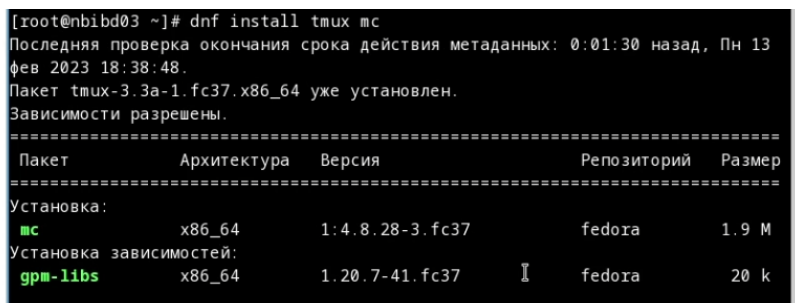 [root@nbibd03 ~]# dnf install tmux mc
Последняя проверка окончания срока действия метаданных: 0:01:30 назад, Пн 13
фев 2023 18:38:48.
Пакет tmux-3.3a-1.fc37.x86_64 уже установлен.
Зависимости разрешены.
================================================================================
Пакет Архитектура Версия Репозиторий Размер
================================================================================
Установка:
mc x86_64 1:4.8.28-3.fc37 fedora 1.9 M
Установка зависимостей:
gpm-libs x86_64 1.20.7-41.fc37 fedora 20 k